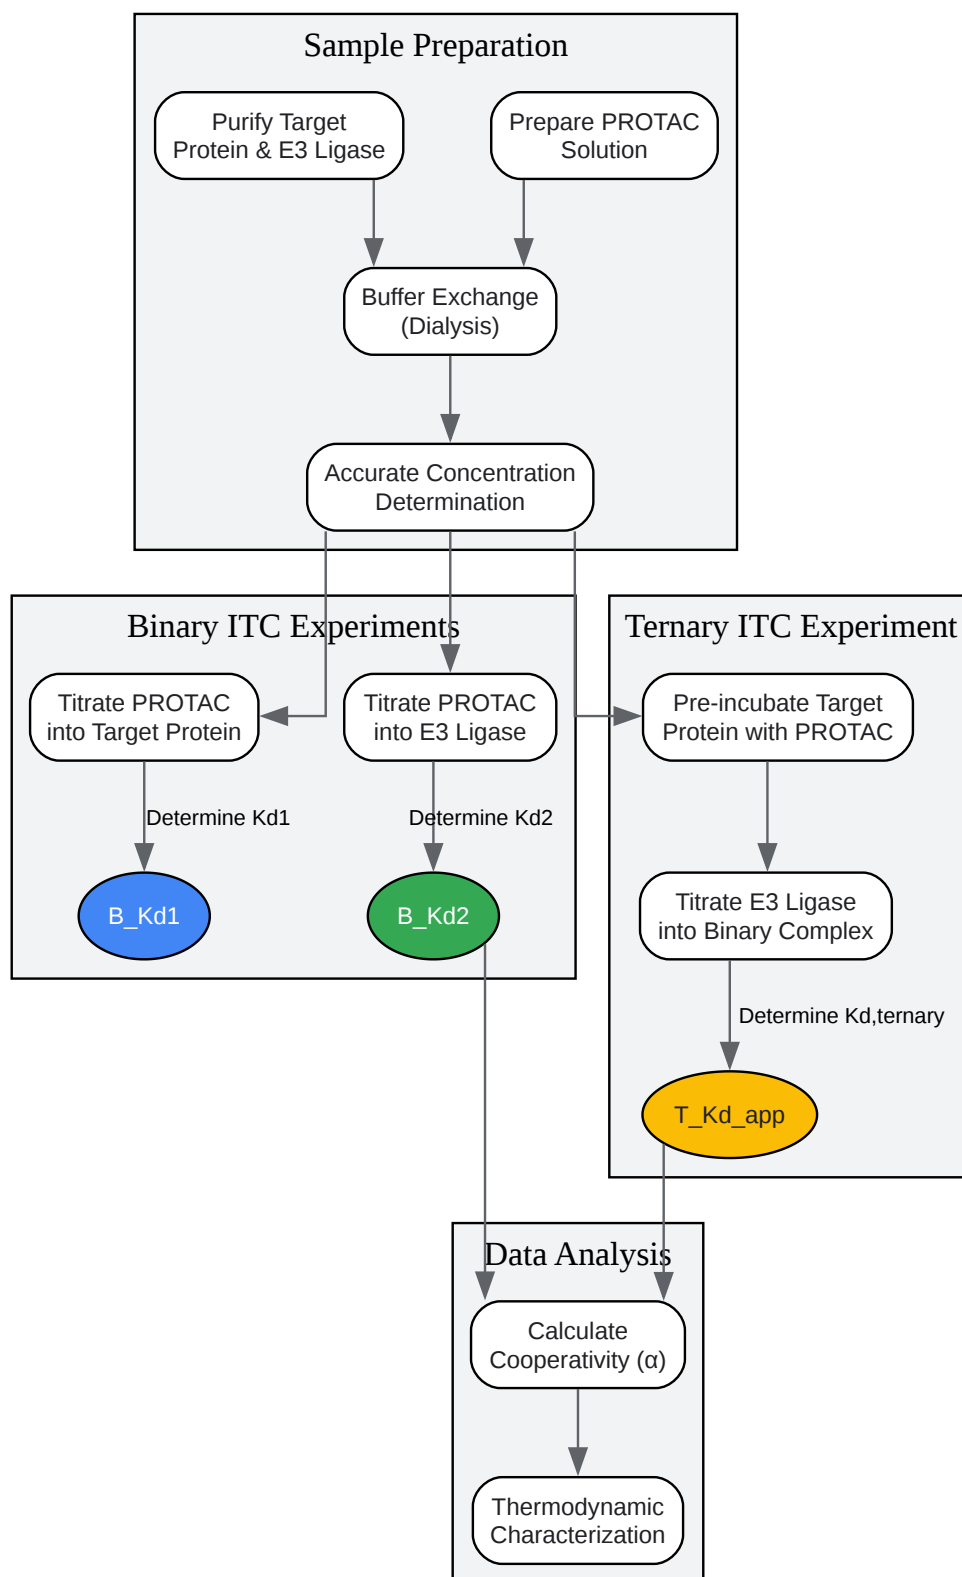 Sample Preparation
Purify Target
Protein & E3 Ligase
Prepare PROTAC
Solution
Buffer Exchange
(Dialysis)
Accurate Concentration
Determination
Binary ITC Experiments
Titrate PROTAC
into Target Protein
Titrate PROTAC
into E3 Ligase
Determine Kd1
Determine Kd2
B_Kd1
B_Kd2
Ternary ITC Experiment
Pre-incubate Target
Protein with PROTAC
Titrate E3 Ligase
into Binary Complex
Determine Kd,ternary
T_Kd_app
Data Analysis
Calculate
Cooperativity (α)
Thermodynamic
Characterization